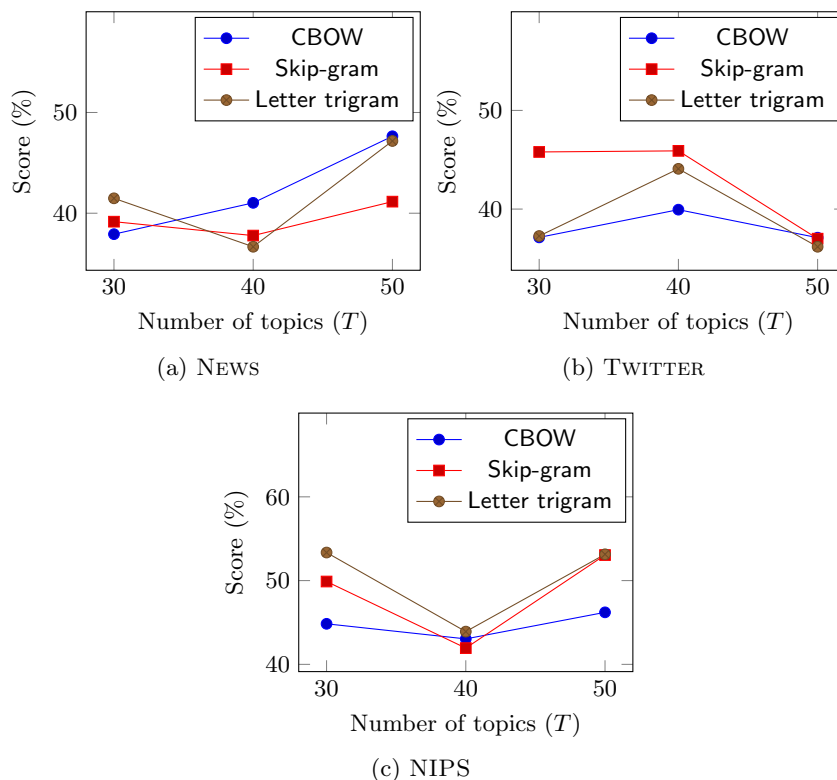 CBOW
Skip-gram
Letter trigram
50
40
Score (%)
30 40 50
Number of topics (T)
(a) NEWS
CBOW
Skip-gram
Letter trigram
50
40
Score (%)
30 40 50
Number of topics (T)
(b) TWITTER
CBOW
Skip-gram
Letter trigram
60
50
40
Score (%)
30 40 50
Number of topics (T)
(c) NIPS